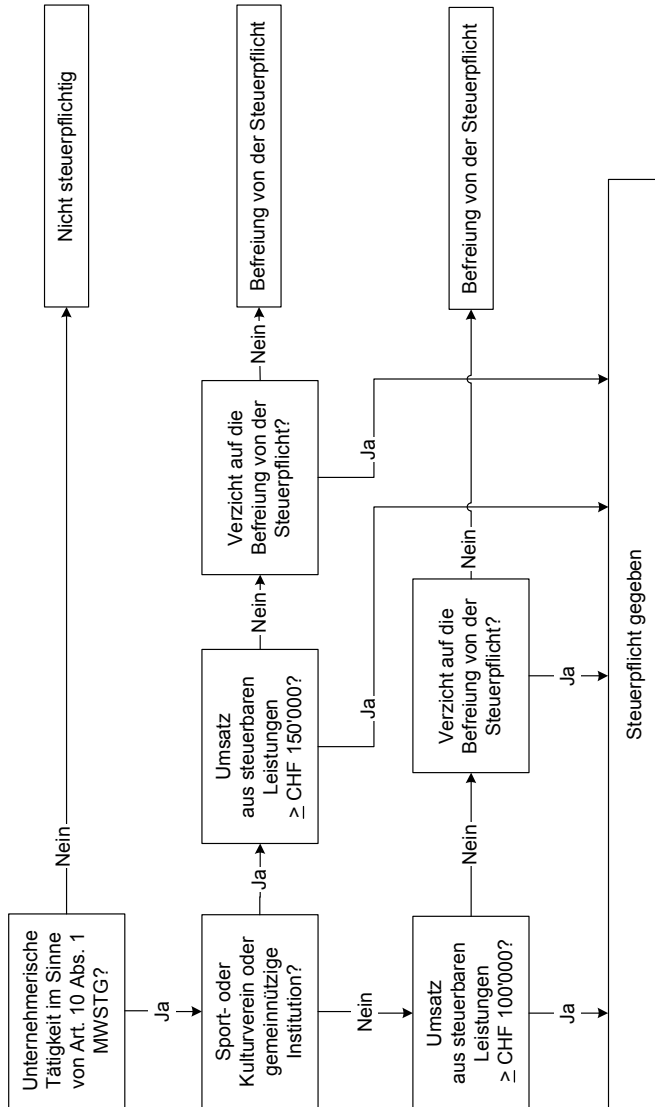 Unternehmerische
Tätigkeit im Sinne
von Art. 10 Abs. 1
MWSTG?
Nein
Nicht steuerpflichtig
Ja
Sport- oder
Kulturverein oder
gemeinnützige
Institution?
Ja
Umsatz
aus steuerbaren
Leistungen
≥ CHF 150'000?
Nein
Verzicht auf die
Befreiung von der
Steuerpflicht?
Nein
Befreiung von der Steuerpflicht
Ja
Ja
Nein
Umsatz
aus steuerbaren
Leistungen
≥ CHF 100'000?
Nein
Verzicht auf die
Befreiung von der
Steuerpflicht?
Nein
Befreiung von der Steuerpflicht
Ja
Ja
Steuerpflicht gegeben